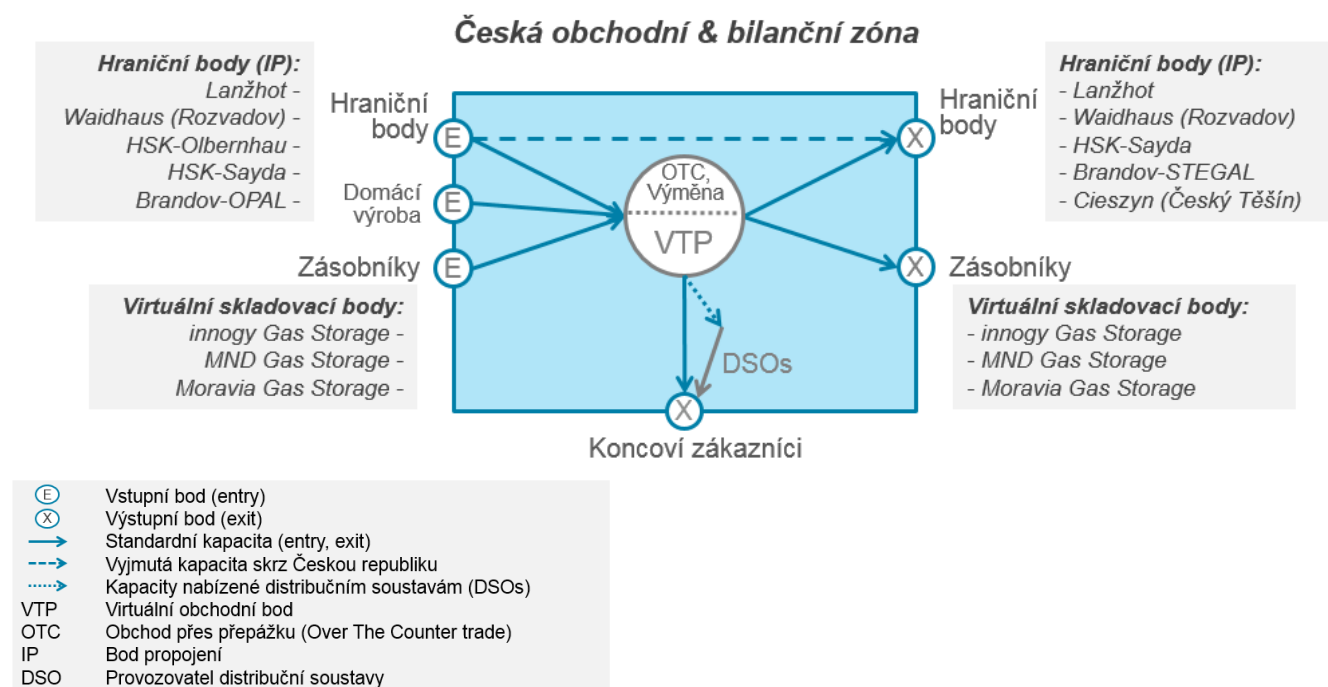 Česká obchodní & bilanční zóna
Hraniční body (IP):
Lanžhot -
Waidhaus (Rozvadov) -
HSK-Olbernhau -
HSK-Sayda -
Brandov-OPAL -
Hraniční
body
E
Domácí
výroba
E
Zásobníky
E
Virtuální skladovací body:
innogy Gas Storage -
MND Gas Storage -
Moravia Gas Storage -
OTC,
Výměna
VTP
DSOs
X
Koncoví zákazníci
Hraniční
body
X
Hraniční body (IP):
- Lanžhot
- Waidhaus (Rozvadov)
- HSK-Sayda
- Brandov-STEGAL
- Cieszyn (Český Těšín)
X
Zásobníky
Virtuální skladovací body:
- innogy Gas Storage
- MND Gas Storage
- Moravia Gas Storage
E Vstupní bod (entry)
X Výstupní bod (exit)
Standardní kapacita (entry, exit)
Vyjmutá kapacita skrz Českou republiku
Kapacity nabízené distribučním soustavám (DSOs)
VTP Virtuální obchodní bod
OTC Obchod přes přepážku (Over The Counter trade)
IP Bod propojení
DSO Provozovatel distribuční soustavy